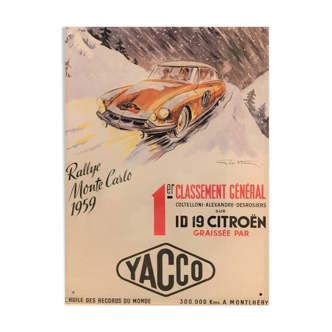 Rallye
Monte Carlo
1959
1er CLASSEMENT GÉNÉRAL
COLTELLONI-ALEXANDRE-DESROSIERS
SUR
ID 19 CITROËN
GRAISSÉE PAR
YACCO
L'HUILE DES RECORDS DU MONDE
300.000 Kms. A MONTLHÉRY